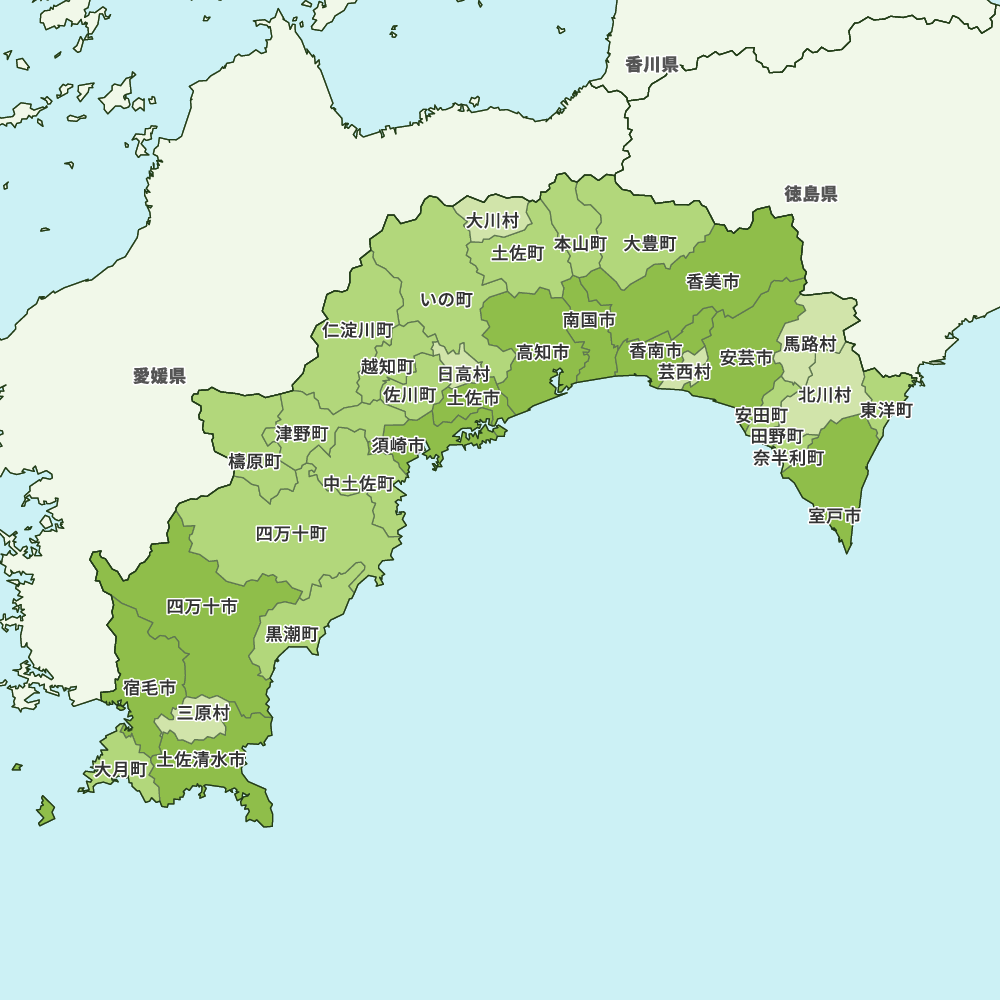 香川県
徳島県
愛媛県
大川村
土佐町
本山町
大豊町
香美市
いの町
南国市
仁淀川町
高知市
香南市
安芸市
馬路村
越知町
日高村
芸西村
佐川町
土佐市
北川村
東洋町
安田町
津野町
須崎市
田野町
奈半利町
檮原町
中土佐町
室戸市
四万十町
四万十市
黒潮町
宿毛市
三原村
土佐清水市
大月町